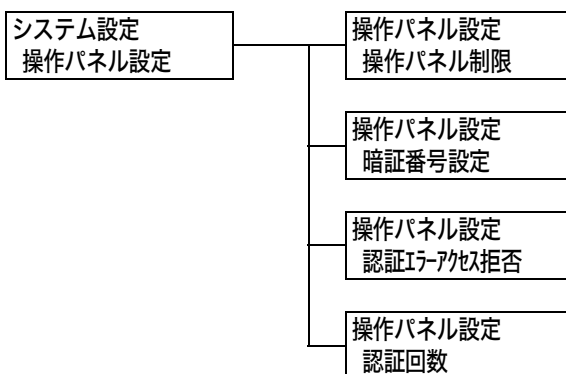 システム設定
操作パネル設定
操作パネル設定
操作パネル制限
操作パネル設定
暗証番号設定
操作パネル設定
認証ｴﾗｰｱｸｾｽ拒否
操作パネル設定
認証回数